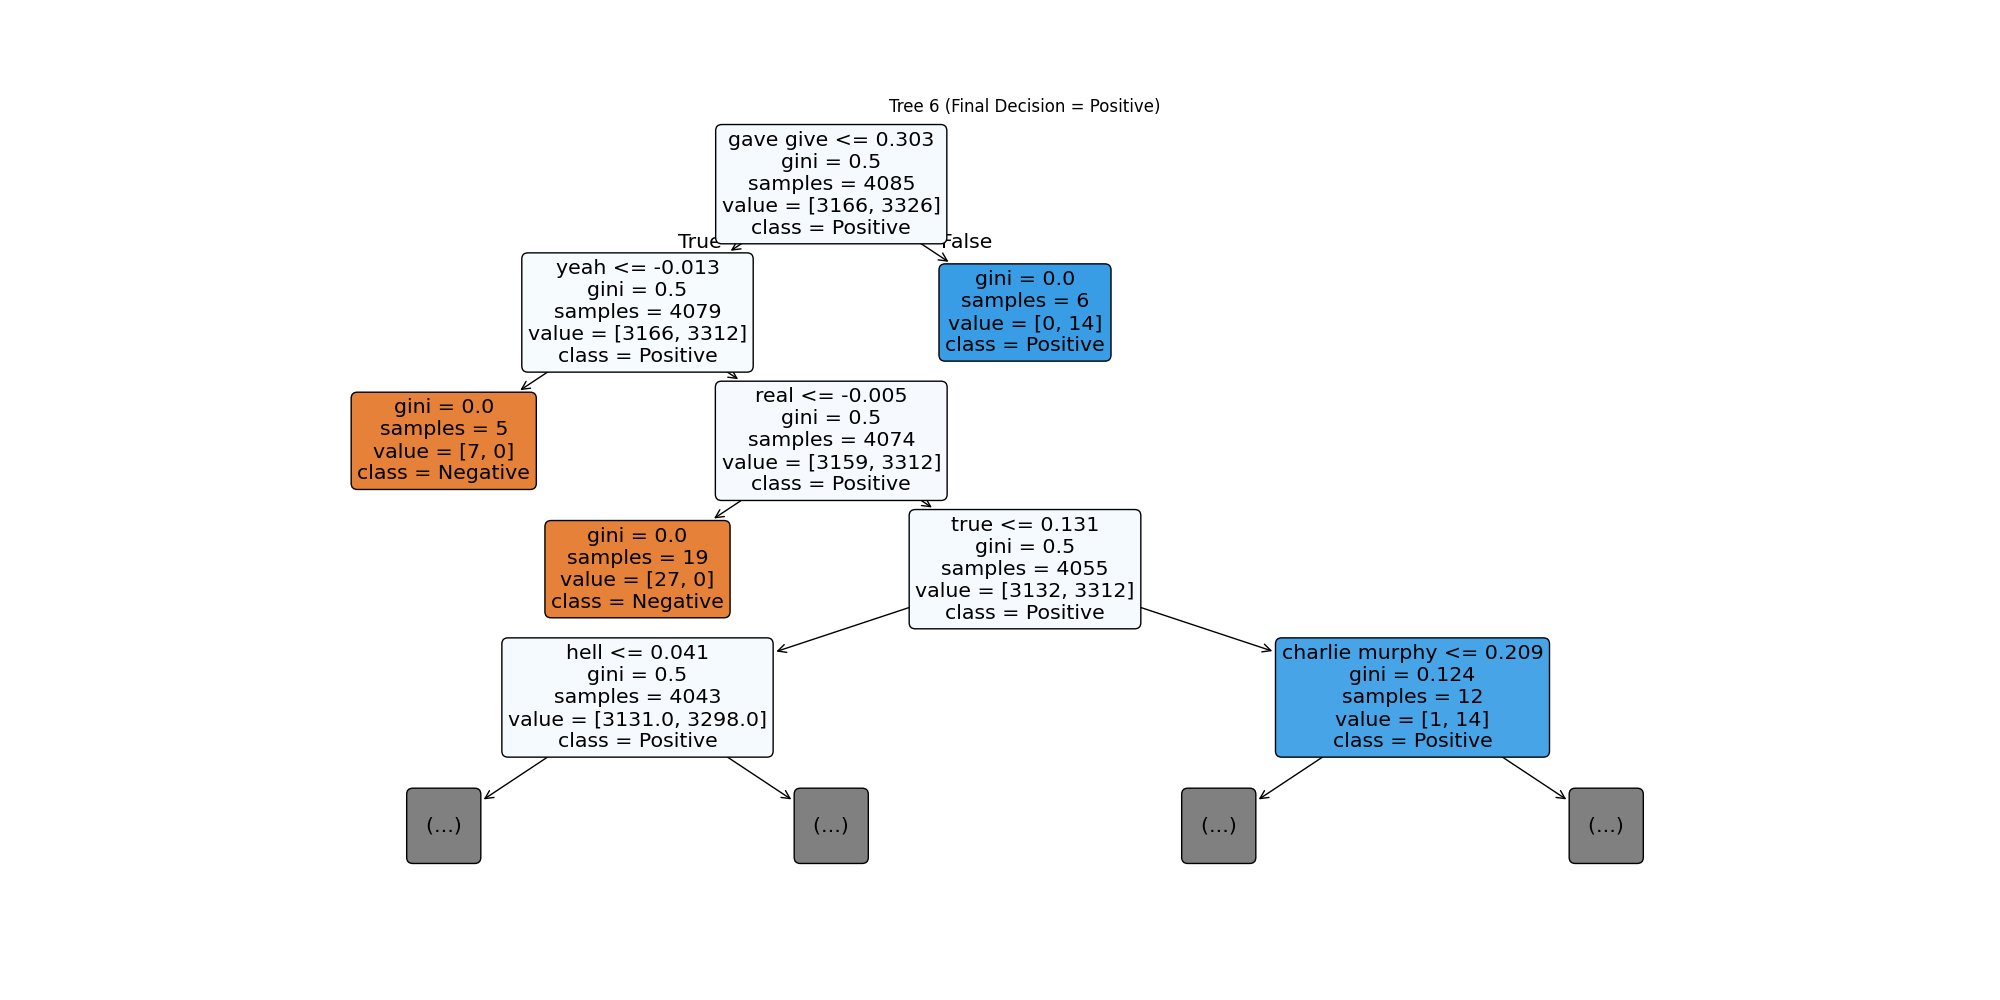 Tree 6 (Final Decision = Positive)
gave give <= 0.303
gini = 0.5
samples = 4085
value = [3166, 3326]
class = Positive
True
False
yeah <= -0.013
gini = 0.5
samples = 4079
value = [3166, 3312]
class = Positive
gini = 0.0
samples = 6
value = [0, 14]
class = Positive
gini = 0.0
samples = 5
value = [7, 0]
class = Negative
real <= -0.005
gini = 0.5
samples = 4074
value = [3159, 3312]
class = Positive
gini = 0.0
samples = 19
value = [27, 0]
class = Negative
true <= 0.131
gini = 0.5
samples = 4055
value = [3132, 3312]
class = Positive
hell <= 0.041
gini = 0.5
samples = 4043
value = [3131.0, 3298.0]
class = Positive
charlie murphy <= 0.209
gini = 0.124
samples = 12
value = [1, 14]
class = Positive
(...)
(...)
(...)
(...)